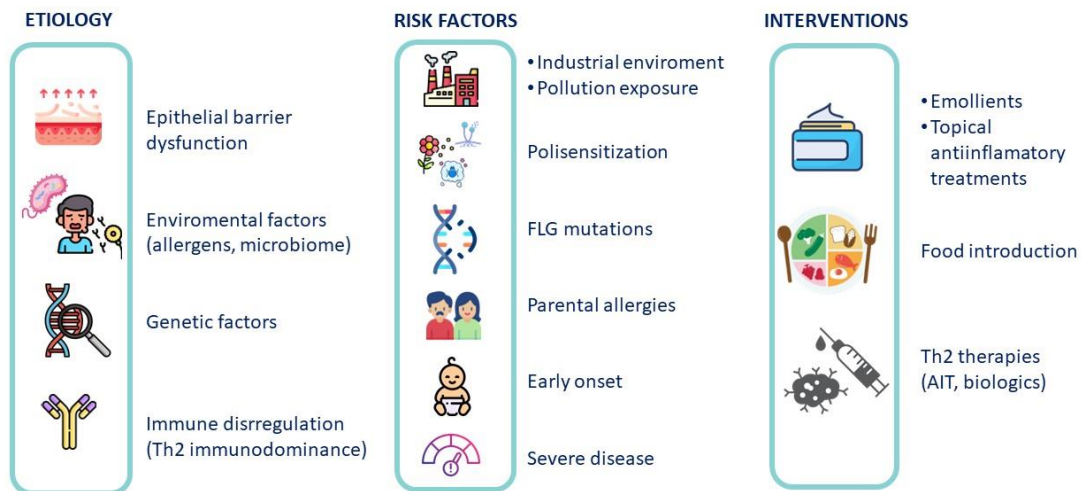 ETIOLOGY
Epithelial barrier
dysfunction
Enviromental factors
(allergens, microbiome)
Genetic factors
Immune disrregulation
(Th2 immunodominance)
RISK FACTORS
• Industrial enviroment
• Pollution exposure
Polisensitization
FLG mutations
Parental allergies
Early onset
Severe disease
INTERVENTIONS
• Emollients
• Topical
antiinflamatory
treatments
Food introduction
Th2 therapies
(AIT, biologics)